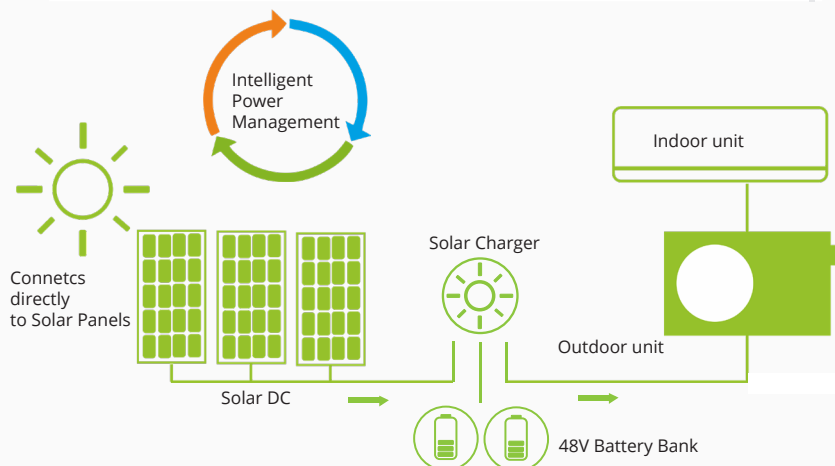 Intelligent
Power
Management
Indoor unit
Solar Charger
Connetcs
directly
to Solar Panels
Outdoor unit
Solar DC
48V Battery Bank